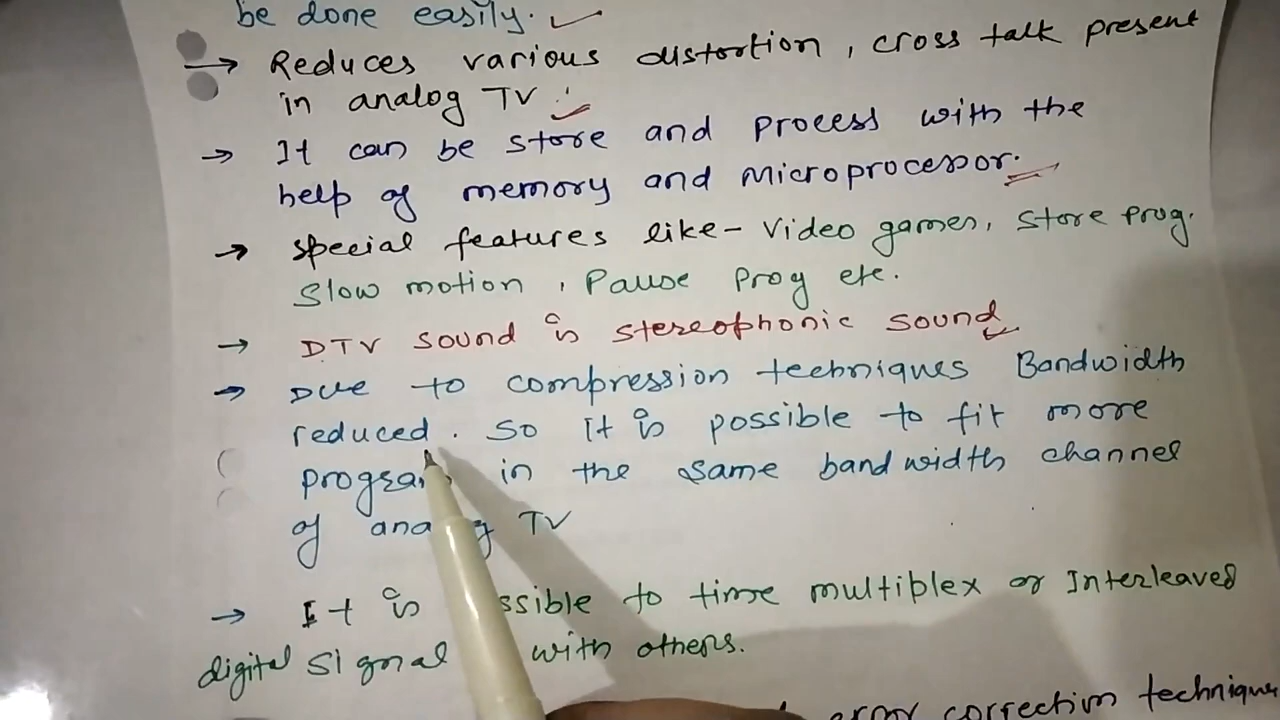 be done easily.
→ Reduces various distortion, cross talk present
in analog TV.
→ It can be store and process with the
help of memory and microprocessor.
→ special features like - Video games, store prog.
slow motion, Pause Prog etc.
→ DTV sound is stereophonic sound
→ Due to compression techniques Bandwidth
reduced. So it is possible to fit more
in the same bandwidth channel
of TV
→ It is to time multiplex or Interleaved
digital signal with others.
error correction technique